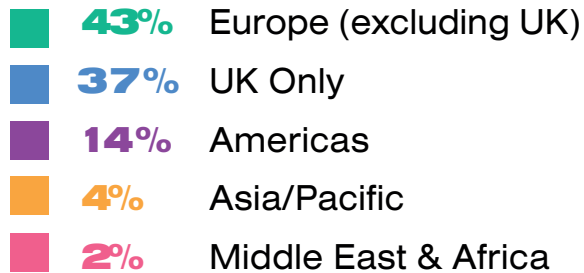 43% Europe (excluding UK)
37% UK Only
14% Americas
4% Asia/Pacific
2% Middle East & Africa